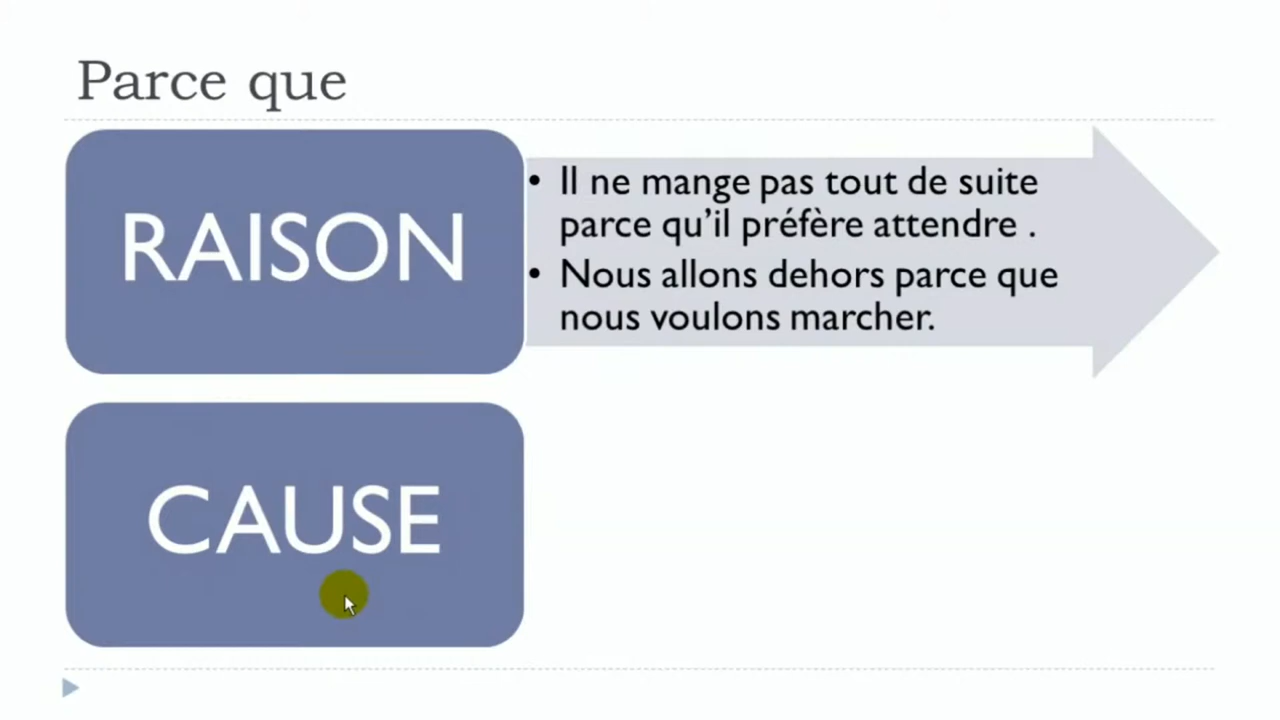 Parce que
RAISON
• Il ne mange pas tout de suite
parce qu’il préfère attendre .
• Nous allons dehors parce que
nous voulons marcher.
CAUSE